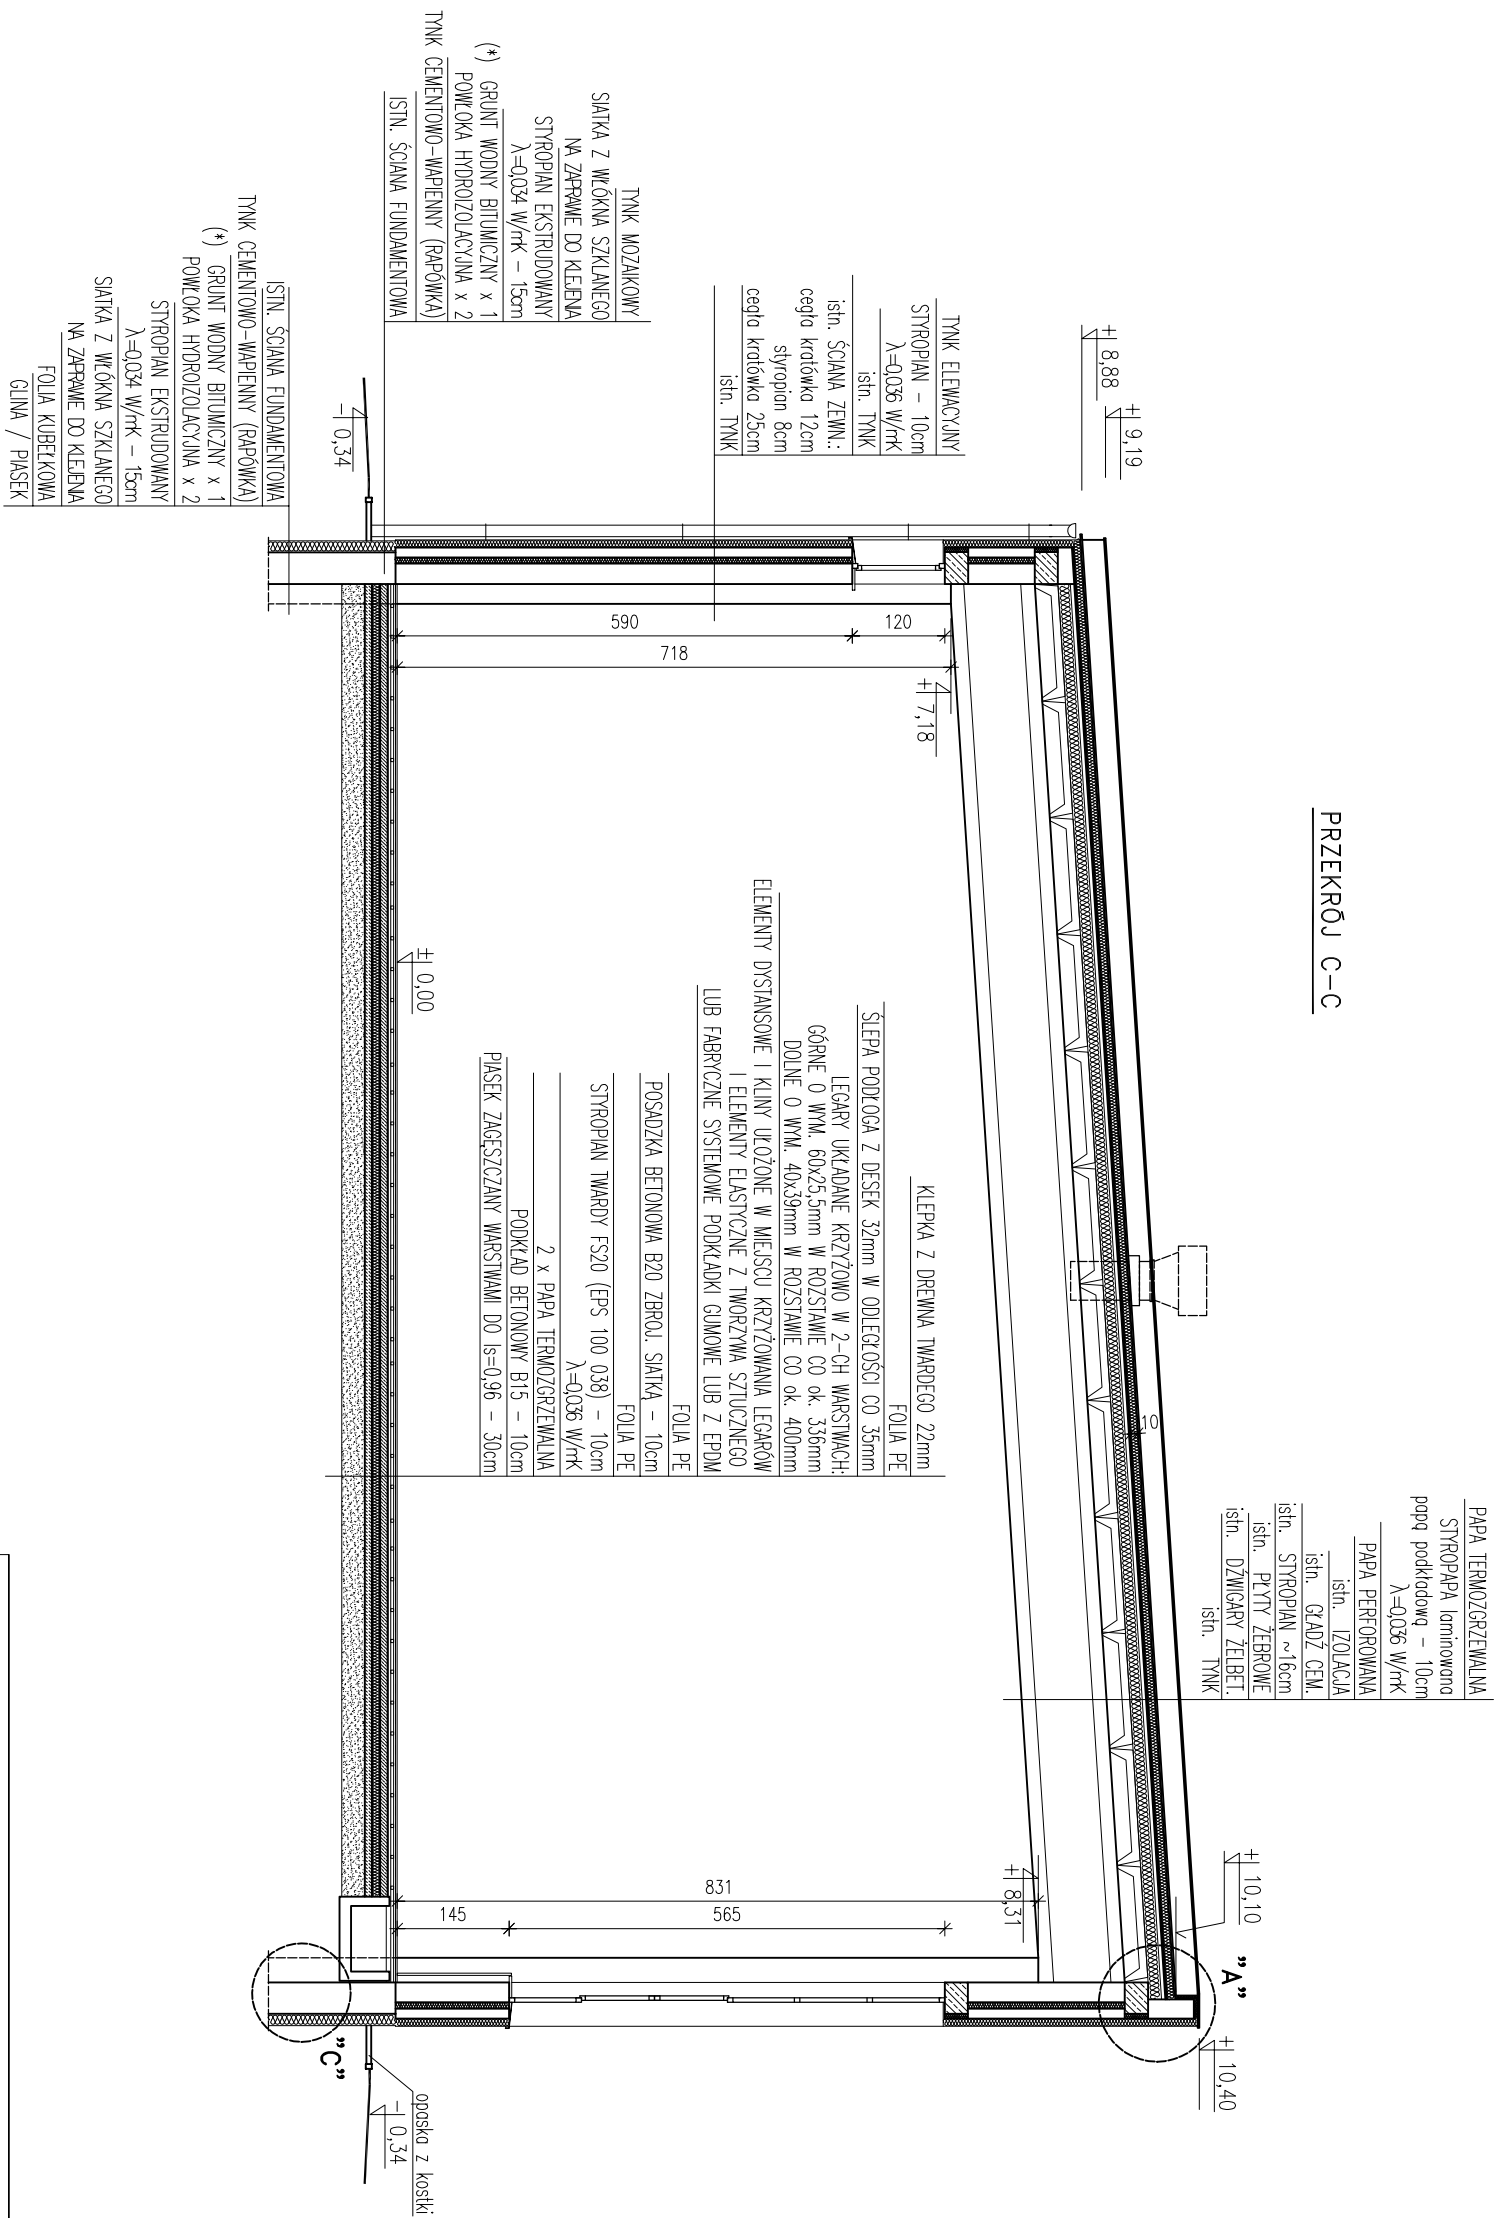 PRZEKRÓJ C-C
PAPA TERMOZGRZEWALNA
STYROPAPA laminowana
papą podkładową - 10cm
λ=0,036 W/mK
PAPA PERFOROWANA
istn. IZOLACJA
istn. GŁADŹ CEM.
istn. STYROPIAN ~16cm
istn. PŁYTY ŻEBROWE
istn. DŹWIGARY ŻELBET.
istn. TYNK
+ 8,88
+ 9,19
+ 10,10
"A"
+ 10,40
10
TYNK ELEWACYJNY
STYROPIAN - 10cm
λ=0,036 W/mK
istn. TYNK
istn. ŚCIANA ZEWN.:
cegła kratówka 12cm
styropian 8cm
cegła kratówka 25cm
istn. TYNK
590
120
718
+ 7,18
KLEPKA Z DREWNA TWARDEGO 22mm
FOLIA PE
ŚLEPA PODŁOGA Z DESEK 32mm W ODLEGŁOŚCI CO 35mm
LEGARY UKŁADANE KRZYŻOWO W 2-CH WARSTWACH:
GÓRNE O WYM. 60x25,5mm W ROZSTAWIE CO ok. 336mm
DOLNE O WYM. 40x39mm W ROZSTAWIE CO ok. 400mm
ELEMENTY DYSTANSOWE I KLINY UŁOŻONE W MIEJSCU KRZYŻOWANIA LEGARÓW
I ELEMENTY ELASTYCZNE Z TWORZYWA SZTUCZNEGO
LUB FABRYCZNE SYSTEMOWE PODKŁADKI GUMOWE LUB Z EPDM
FOLIA PE
POSADZKA BETONOWA B20 ZBROJ. SIATKĄ - 10cm
FOLIA PE
STYROPIAN TWARDY FS20 (EPS 100 038) - 10cm
λ=0,036 W/mK
2 x PAPA TERMOZGRZEWALNA
PODKŁAD BETONOWY B15 - 10cm
PIASEK ZAGĘSZCZANY WARSTWAMI DO Is=0,96 - 30cm
± 0,00
+ 8,31
831
145
565
TYNK MOZAIKOWY
SIATKA Z WŁÓKNA SZKLANEGO
NA ZAPRAWIE DO KLEJENIA
STYROPIAN EKSTRUDOWANY
λ=0,034 W/mK - 15cm
(*) GRUNT WODNY BITUMICZNY x 1
POWŁOKA HYDROIZOLACYJNA x 2
TYNK CEMENTOWO-WAPIENNY (RAPÓWKA)
ISTN. ŚCIANA FUNDAMENTOWA
- 0,34
ISTN. ŚCIANA FUNDAMENTOWA
TYNK CEMENTOWO-WAPIENNY (RAPÓWKA)
(*) GRUNT WODNY BITUMICZNY x 1
POWŁOKA HYDROIZOLACYJNA x 2
STYROPIAN EKSTRUDOWANY
λ=0,034 W/mK - 15cm
SIATKA Z WŁÓKNA SZKLANEGO
NA ZAPRAWIE DO KLEJENIA
FOLIA KUBEŁKOWA
GLINA / PIASEK
opaska z kostki
- 0,34
"C"